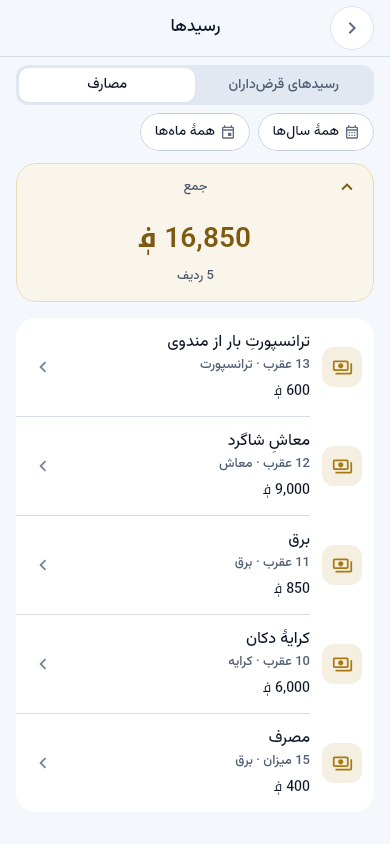 رسیدها
رسیدهای قرض‌داران
مصارف
همهٔ سال‌ها
همهٔ ماه‌ها
جمع
16,850 ؋
5 ردیف
ترانسپورتِ بار از مندوی
13 عقرب · ترانسپورت
600 ؋
معاشِ شاگرد
12 عقرب · معاش
9,000 ؋
برق
11 عقرب · برق
850 ؋
کرایهٔ دکان
10 عقرب · کرایه
6,000 ؋
مصرف
15 میزان · برق
400 ؋